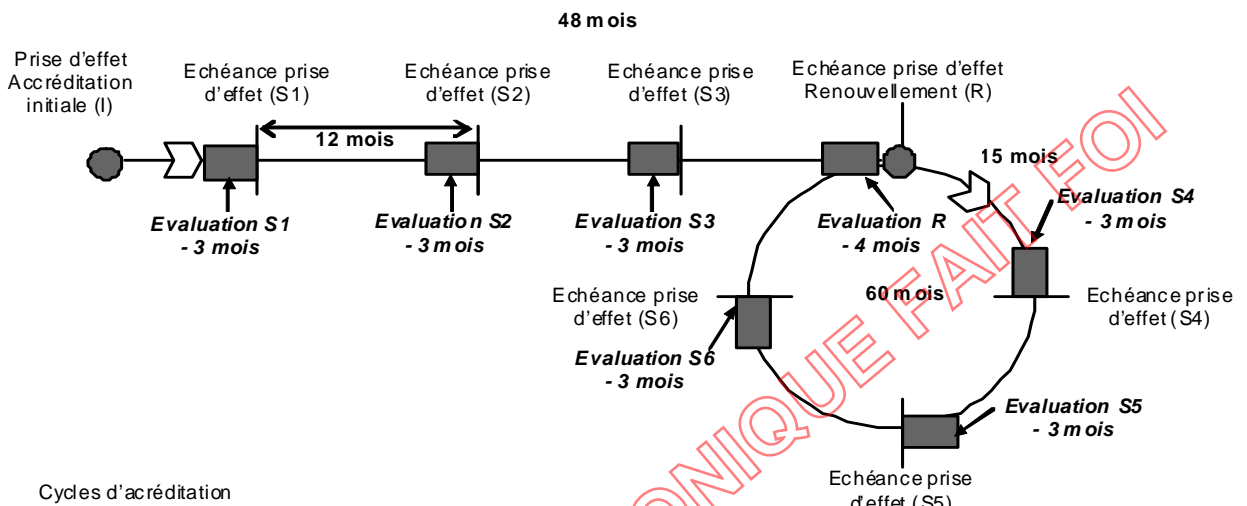 48 mois
Prise d'effet
Accréditation
initiale (I)
Echéance prise
d'effet (S1)
Echéance prise
d'effet (S2)
Echéance prise
d'effet (S3)
Echéance prise d'effet
Renouvellement (R)
12 mois
15 mois
Evaluation S1
- 3 mois
Evaluation S2
- 3 mois
Evaluation S3
- 3 mois
Evaluation R
- 4 mois
Evaluation S4
- 3 mois
60 mois
Echéance prise
d'effet (S6)
Echéance prise
d'effet (S4)
Evaluation S6
- 3 mois
Evaluation S5
- 3 mois
Cycles d'acréditation
Echéance prise
d'effet (S5)
ONIQUE FAIT FOI